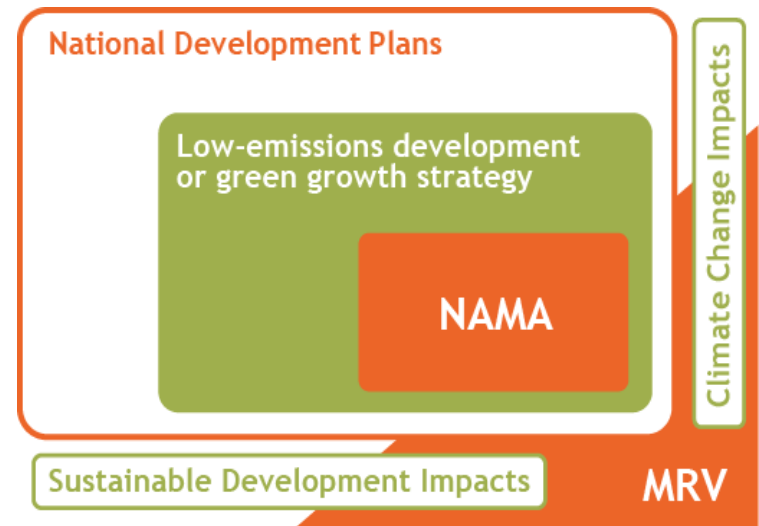 National Development Plans
Low-emissions development
or green growth strategy
NAMA
Climate Change Impacts
Sustainable Development Impacts
MRV